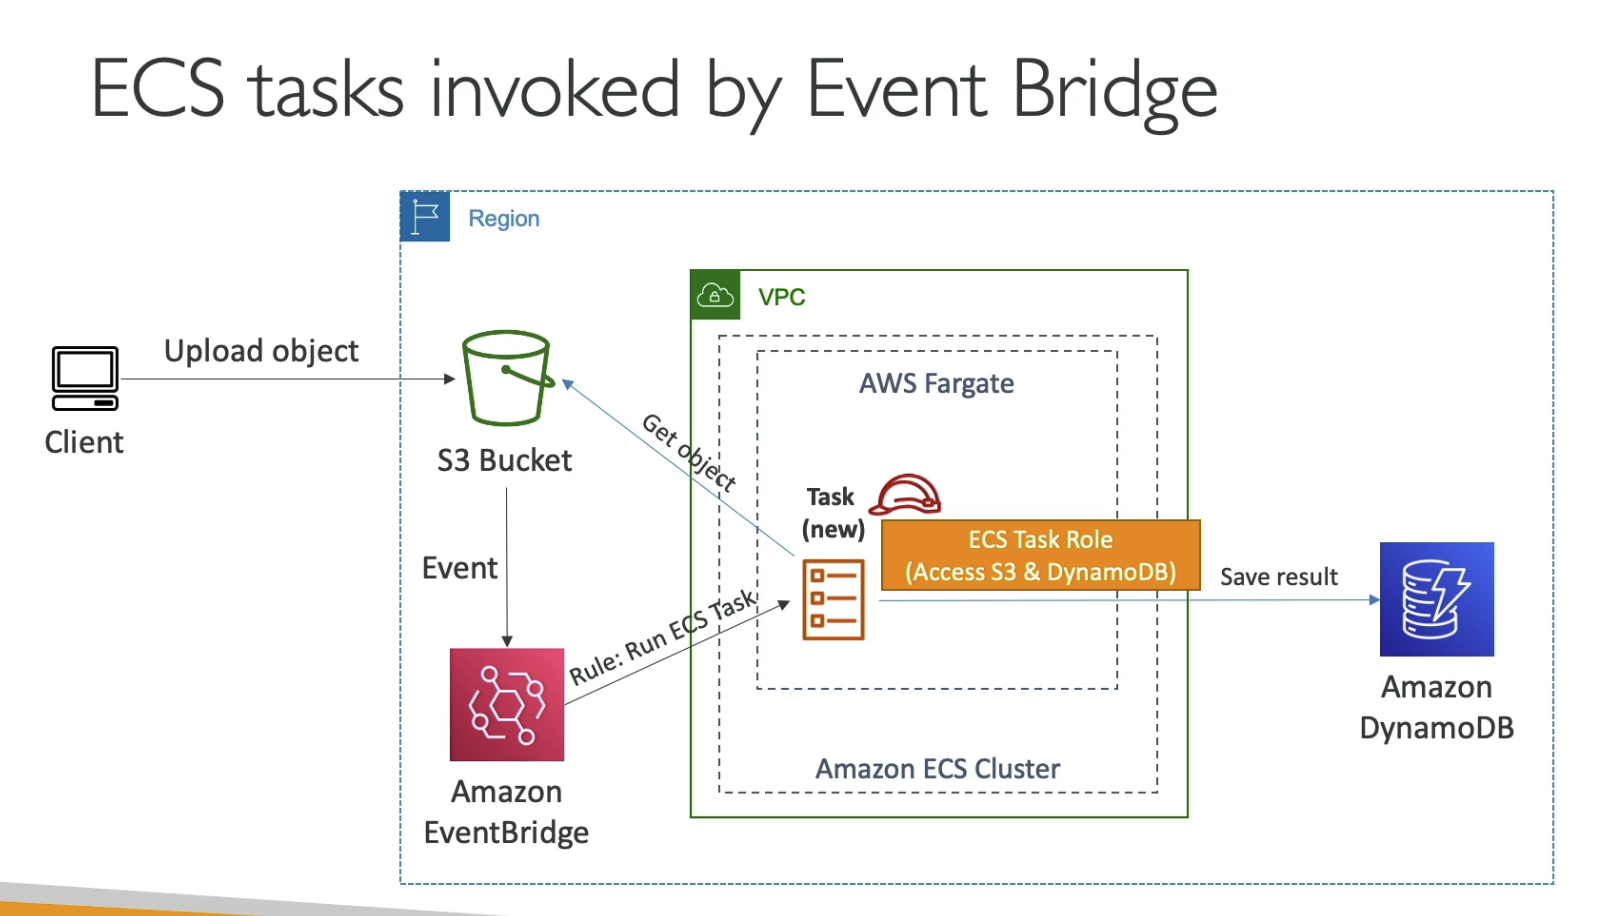 ECS tasks invoked by Event Bridge
Region
VPC
Upload object
AWS Fargate
Client
S3 Bucket
Get object
Task
(new)
ECS Task Role
(Access S3 & DynamoDB)
Event
Save result
Rule: Run ECS Task
Amazon
DynamoDB
Amazon ECS Cluster
Amazon
EventBridge